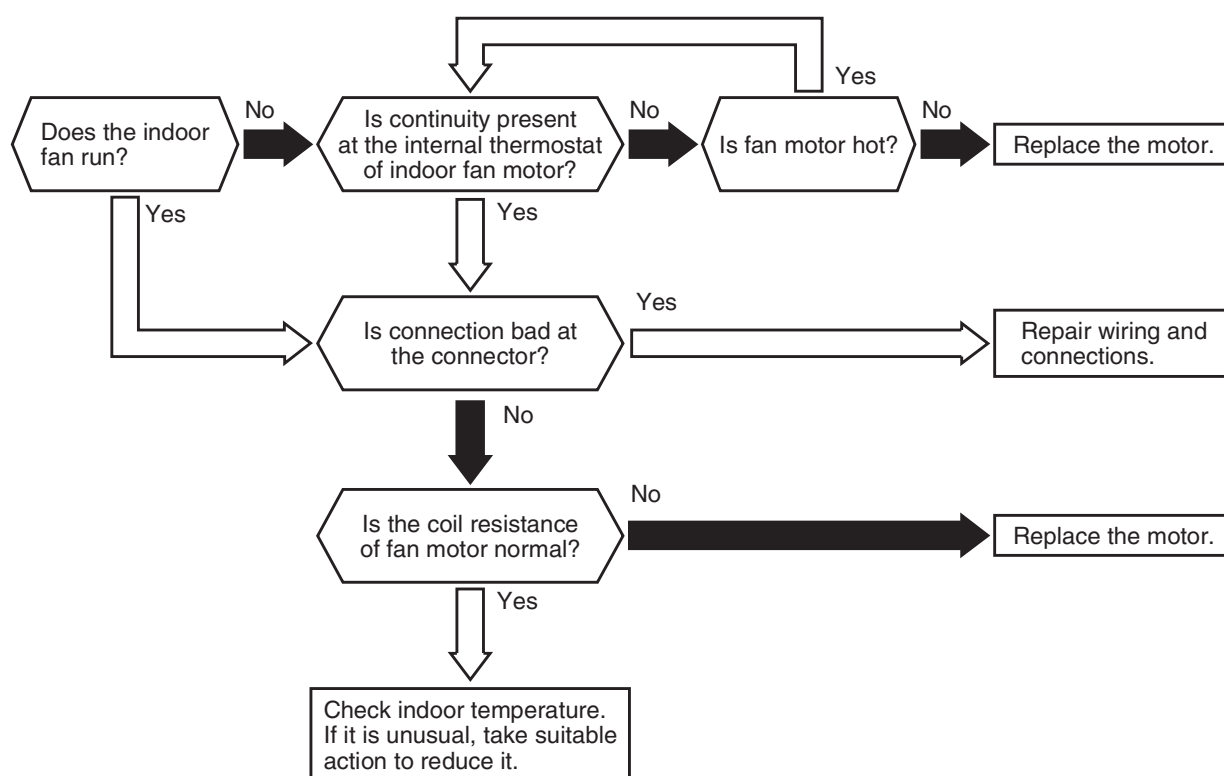 Yes
No
No
No
Does the indoor
fan run?
Is continuity present
at the internal thermostat
of indoor fan motor?
Is fan motor hot?
Replace the motor.
Yes
Yes
Is connection bad at
the connector?
Yes
Repair wiring and
connections.
No
Is the coil resistance
of fan motor normal?
No
Replace the motor.
Yes
Check indoor temperature.
If it is unusual, take suitable
action to reduce it.